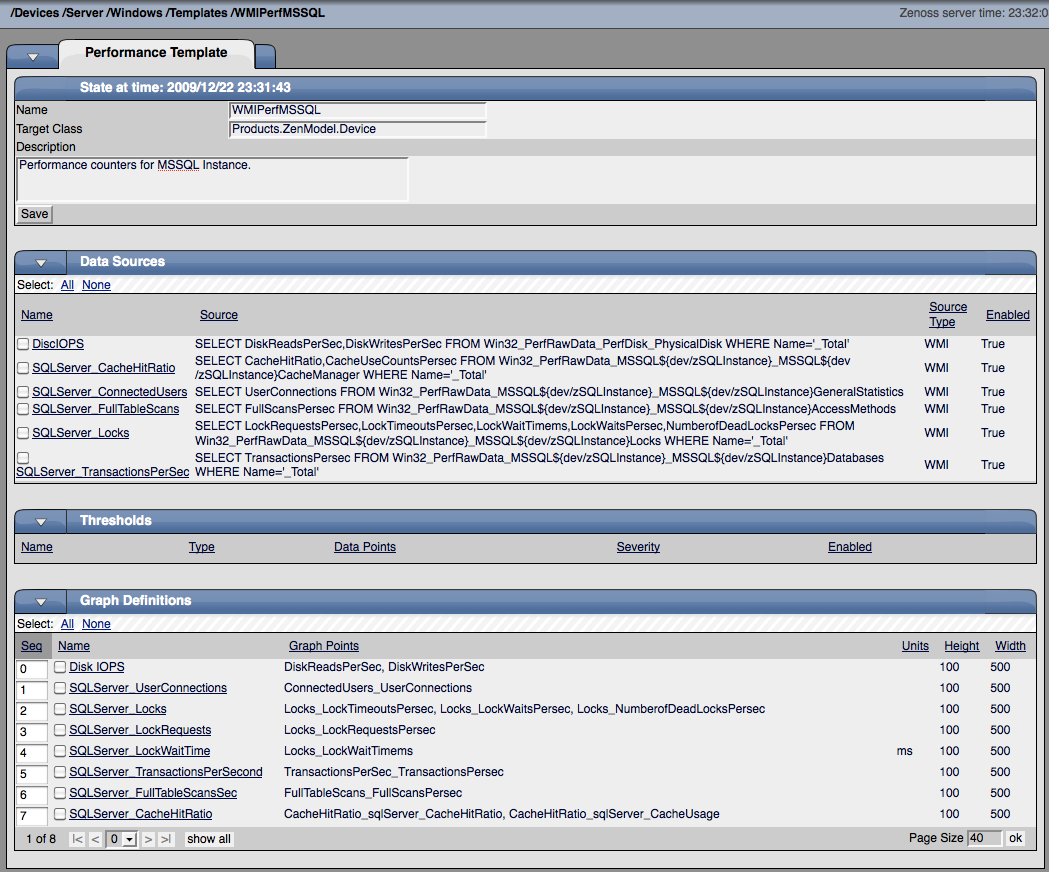 /Devices /Server /Windows /Templates /WMIPerfMSSQL Zenoss server time: 23:32:0
Performance Template
State at time: 2009/12/22 23:31:43
Name WMIPerfMSSQL
Target Class Products.ZenModel.Device
Description
Performance counters for MSSQL Instance.
Save
Data Sources
Select: All None
Name Source Source Type Enabled
DiscIOPS SELECT DiskReadsPerSec,DiskWritesPerSec FROM Win32_PerfRawData_PerfDisk_PhysicalDisk WHERE Name='_Total' WMI True
SQLServer_CacheHitRatio SELECT CacheHitRatio,CacheUseCountsPersec FROM Win32_PerfRawData_MSSQL${dev/zSQLInstance}_MSSQL${dev
/zSQLInstance}CacheManager WHERE Name='_Total' WMI True
SQLServer_ConnectedUsers SELECT UserConnections FROM Win32_PerfRawData_MSSQL${dev/zSQLInstance}_MSSQL${dev/zSQLInstance}GeneralStatistics WMI True
SQLServer_FullTableScans SELECT FullScansPersec FROM Win32_PerfRawData_MSSQL${dev/zSQLInstance}_MSSQL${dev/zSQLInstance}AccessMethods WMI True
SQLServer_Locks SELECT LockRequestsPersec,LockTimeoutsPersec,LockWaitTimems,LockWaitsPersec,NumberofDeadLocksPersec FROM
Win32_PerfRawData_MSSQL${dev/zSQLInstance}_MSSQL${dev/zSQLInstance}Locks WHERE Name='_Total' WMI True
SQLServer_TransactionsPerSec SELECT TransactionsPersec FROM Win32_PerfRawData_MSSQL${dev/zSQLInstance}_MSSQL${dev/zSQLInstance}Databases
WHERE Name='_Total' WMI True
Thresholds
Name Type Data Points Severity Enabled
Graph Definitions
Select: All None
Seq Name Graph Points Units Height Width
0 Disk IOPS DiskReadsPerSec, DiskWritesPerSec 100 500
1 SQLServer_UserConnections ConnectedUsers_UserConnections 100 500
2 SQLServer_Locks Locks_LockTimeoutsPersec, Locks_LockWaitsPersec, Locks_NumberofDeadLocksPersec 100 500
3 SQLServer_LockRequests Locks_LockRequestsPersec 100 500
4 SQLServer_LockWaitTime Locks_LockWaitTimems ms 100 500
5 SQLServer_TransactionsPerSecond TransactionsPerSec_TransactionsPersec 100 500
6 SQLServer_FullTableScansSec FullTableScans_FullScansPersec 100 500
7 SQLServer_CacheHitRatio CacheHitRatio_sqlServer_CacheHitRatio, CacheHitRatio_sqlServer_CacheUsage 100 500
1 of 8 |< < 0 > >| show all Page Size 40 ok